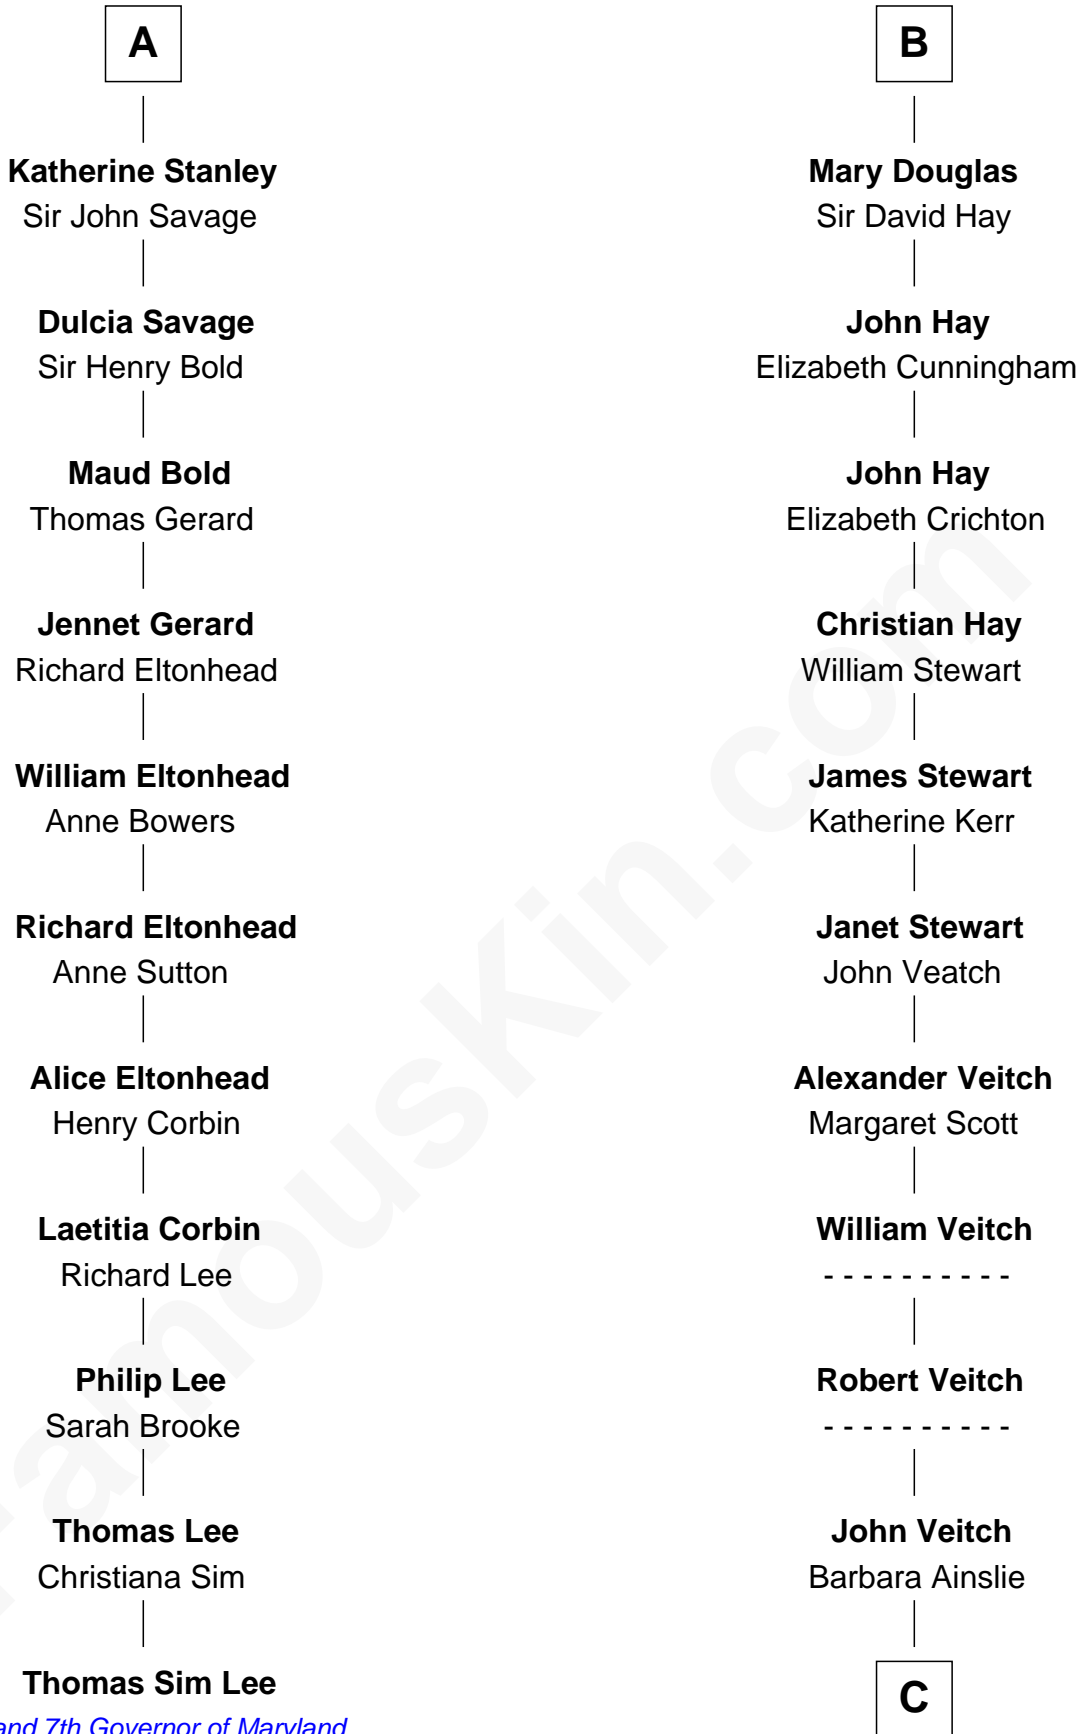 A
Katherine Stanley
Sir John Savage
Dulcia Savage
Sir Henry Bold
Maud Bold
Thomas Gerard
Jennet Gerard
Richard Eltonhead
William Eltonhead
Anne Bowers
Richard Eltonhead
Anne Sutton
Alice Eltonhead
Henry Corbin
Laetitia Corbin
Richard Lee
Philip Lee
Sarah Brooke
Thomas Lee
Christiana Sim
Thomas Sim Lee
and 7th Governor of Maryland
B
Mary Douglas
Sir David Hay
John Hay
Elizabeth Cunningham
John Hay
Elizabeth Crichton
Christian Hay
William Stewart
James Stewart
Katherine Kerr
Janet Stewart
John Veatch
Alexander Veitch
Margaret Scott
William Veitch
- - - - - - - - - -
Robert Veitch
- - - - - - - - - -
John Veitch
Barbara Ainslie
C
FamousKin.com